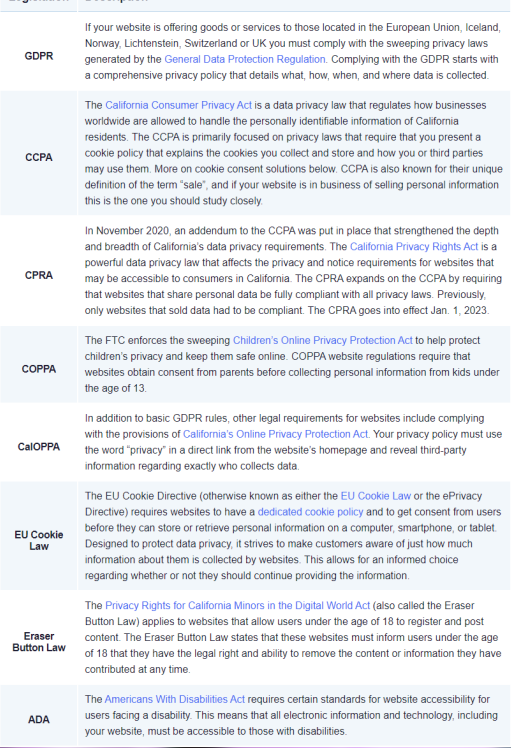 GDPR
If your website is offering goods or services to those located in the European Union, Iceland,
Norway, Lichtenstein, Switzerland or UK you must comply with the sweeping privacy laws
generated by the General Data Protection Regulation. Complying with the GDPR starts with
a comprehensive privacy policy that details what, how, when, and where data is collected.
CCPA
The California Consumer Privacy Act is a data privacy law that regulates how businesses
worldwide are allowed to handle the personally identifiable information of California
residents. The CCPA is primarily focused on privacy laws that require that you present a
cookie policy that explains the cookies you collect and store and how you or third parties
may use them. More on cookie consent solutions below. CCPA is also known for their unique
definition of the term "sale", and if your website is in business of selling personal information
this is the one you should study closely.
CPRA
In November 2020, an addendum to the CCPA was put in place that strengthened the depth
and breadth of California's data privacy requirements. The California Privacy Rights Act is a
powerful data privacy law that affects the privacy and notice requirements for websites that
may be accessible to consumers in California. The CPRA expands on the CCPA by requiring
that websites that share personal data be fully compliant with all privacy laws. Previously,
only websites that sold data had to be compliant. The CPRA goes into effect Jan. 1, 2023.
COPPA
The FTC enforces the sweeping Children's Online Privacy Protection Act to help protect
children's privacy and keep them safe online. COPPA website regulations require that
websites obtain consent from parents before collecting personal information from kids under
the age of 13.
CalOPPA
In addition to basic GDPR rules, other legal requirements for websites include complying
with the provisions of California's Online Privacy Protection Act. Your privacy policy must use
the word "privacy" in a direct link from the website's homepage and reveal third-party
information regarding exactly who collects data.
EU Cookie
Law
The EU Cookie Directive (otherwise known as either the EU Cookie Law or the ePrivacy
Directive) requires websites to have a dedicated cookie policy and to get consent from users
before they can store or retrieve personal information on a computer, smartphone, or tablet.
Designed to protect data privacy, it strives to make customers aware of just how much
information about them is collected by websites. This allows for an informed choice
regarding whether or not they should continue providing the information.
Eraser
Button Law
The Privacy Rights for California Minors in the Digital World Act (also called the Eraser
Button Law) applies to websites that allow users under the age of 18 to register and post
content. The Eraser Button Law states that these websites must inform users under the age
of 18 that they have the legal right and ability to remove the content or information they have
contributed at any time.
ADA
The Americans With Disabilities Act requires certain standards for website accessibility for
users facing a disability. This means that all electronic information and technology, including
your website, must be accessible to those with disabilities.